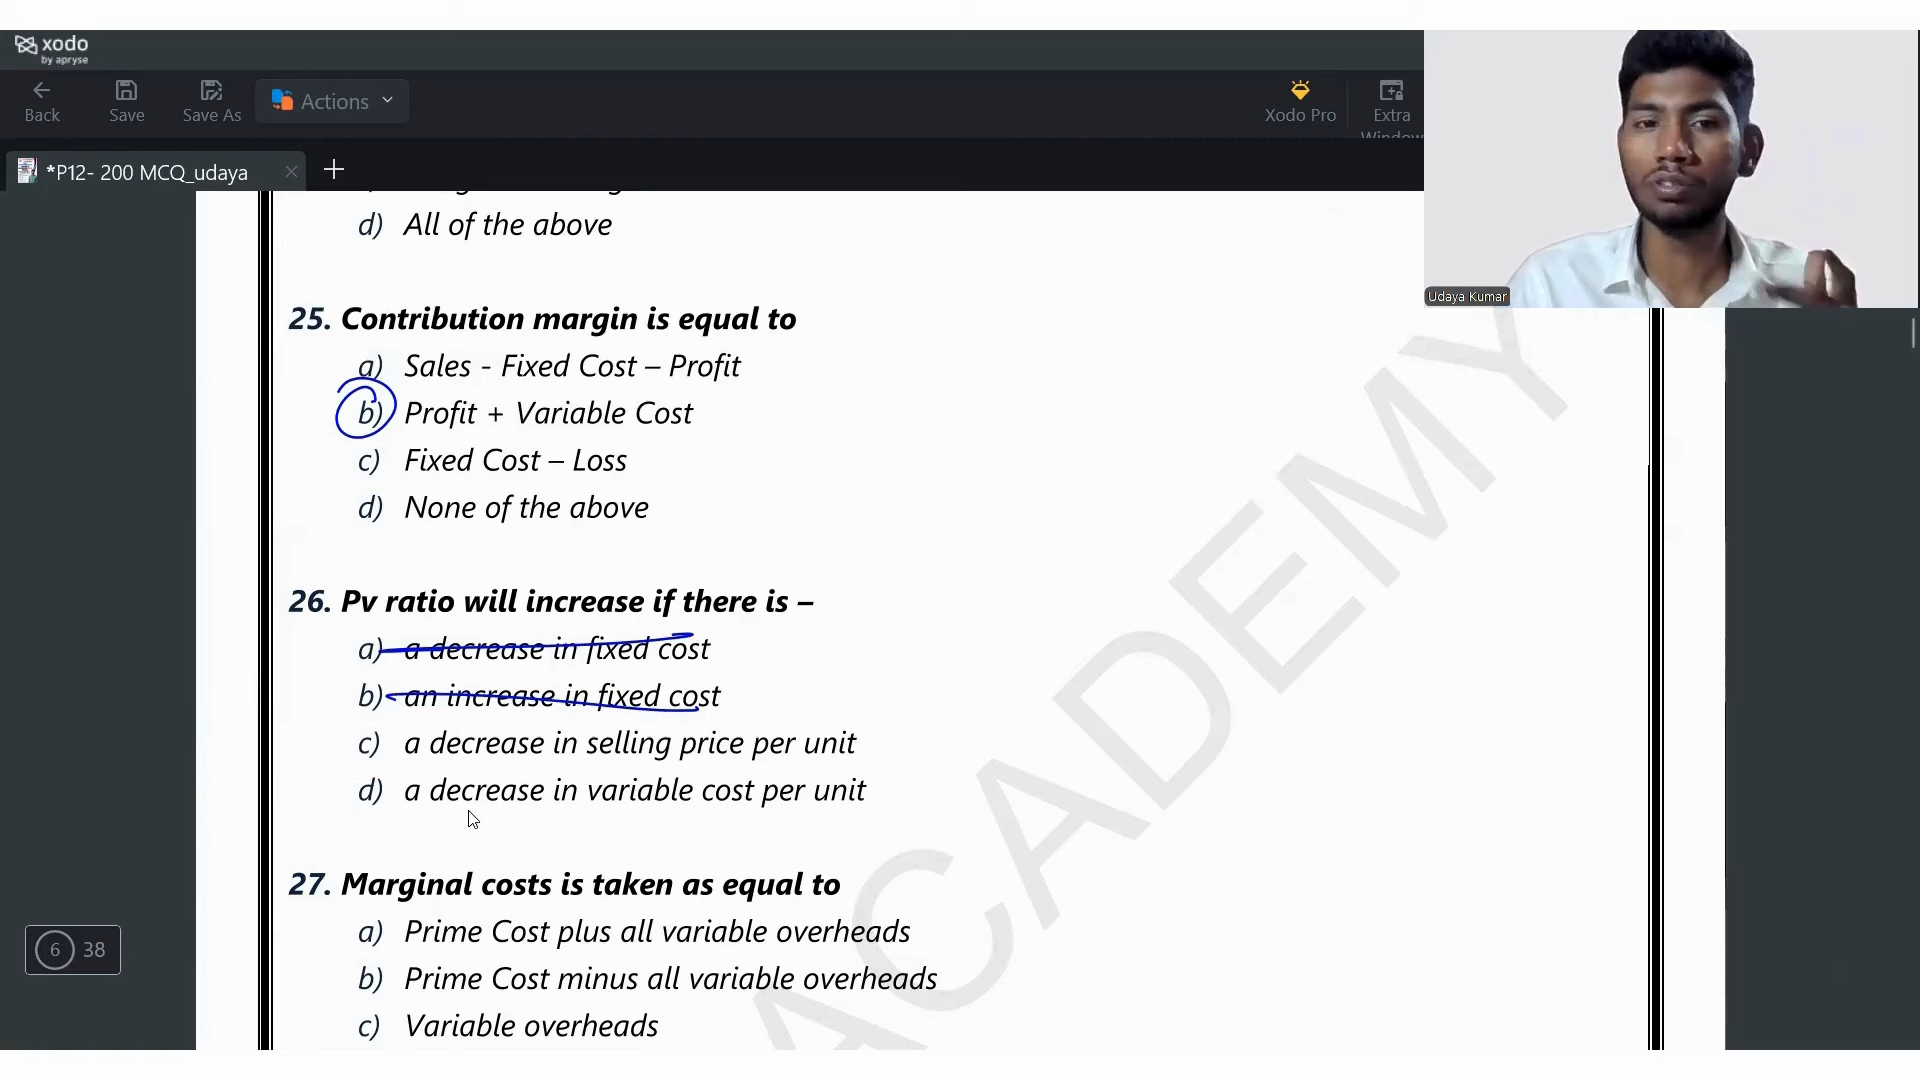 xodo
by apryse
Back
Save
Save As
Actions
Xodo Pro
Extra
Window
*P12- 200 MCQ_udaya
Udaya Kumar
d) All of the above
25. Contribution margin is equal to
a) Sales - Fixed Cost – Profit
b) Profit + Variable Cost
c) Fixed Cost – Loss
d) None of the above
26. Pv ratio will increase if there is –
a) a decrease in fixed cost
b) an increase in fixed cost
c) a decrease in selling price per unit
d) a decrease in variable cost per unit
27. Marginal costs is taken as equal to
a) Prime Cost plus all variable overheads
b) Prime Cost minus all variable overheads
c) Variable overheads
6 38
ACADEMY